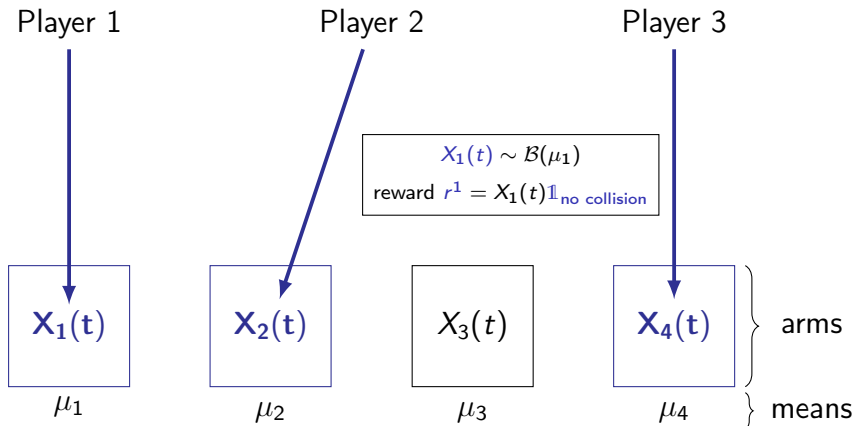 Player 1 Player 2 Player 3
X₁(t) ∼ ℬ(μ₁)
reward r¹ = X₁(t)𝟙no collision
X₁(t) X₂(t) X₃(t) X₄(t) arms
μ₁ μ₂ μ₃ μ₄ means